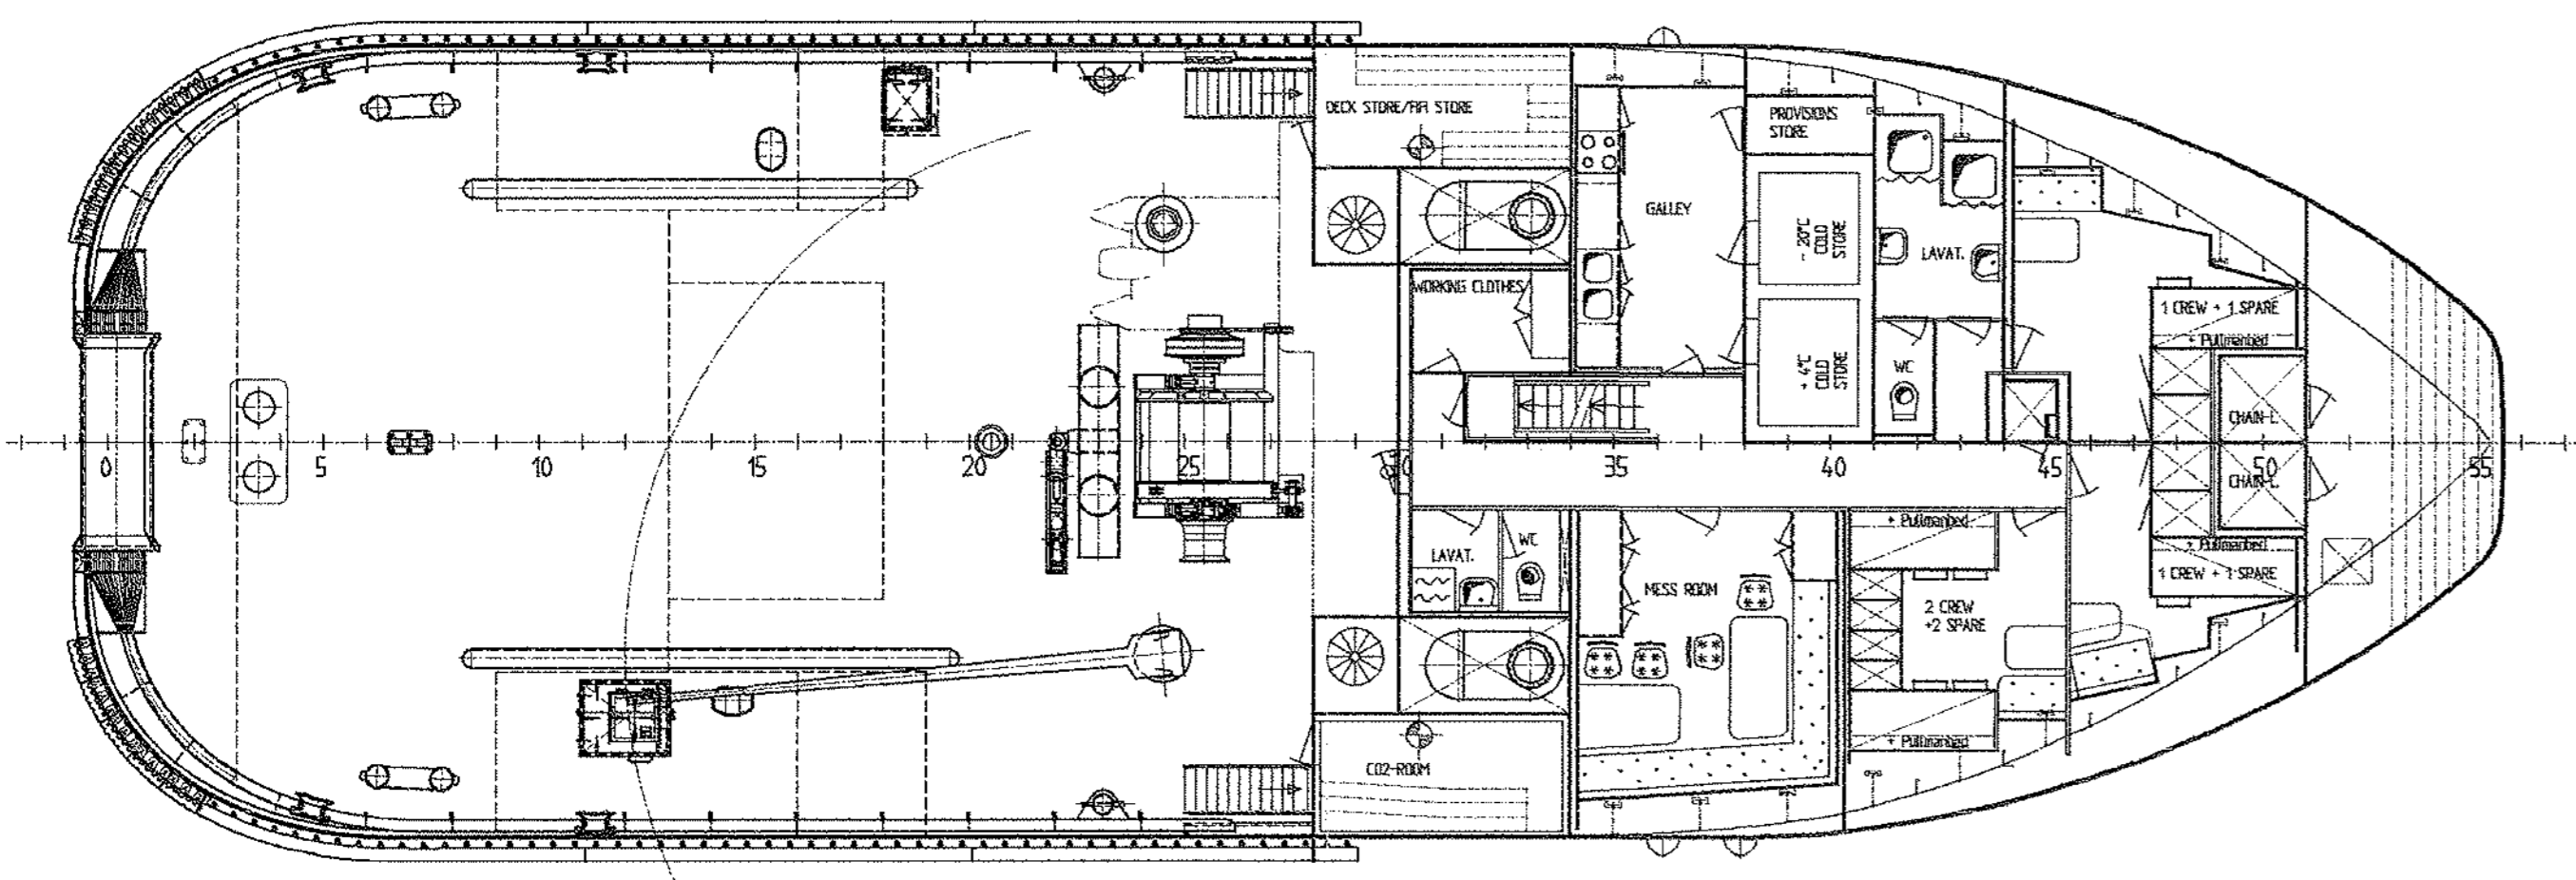 DECK STORE/AIR STORE
PROVISIONS
STORE
GALLEY
- 20°C
COLD
STORE
LAVAT.
WORKING CLOTHES
1 CREW + 1 SPARE
+ Pullmanbed
+ 4°C
COLD
STORE
WC
CHAIN-L.
0
5
10
15
20
25
35
40
45
50
55
CHAIN-L.
+ Pullmanbed
+ Pullmanbed
LAVAT.
WC
1 CREW + 1 SPARE
MESS ROOM
2 CREW
+2 SPARE
+ Pullmanbed
CO2-ROOM